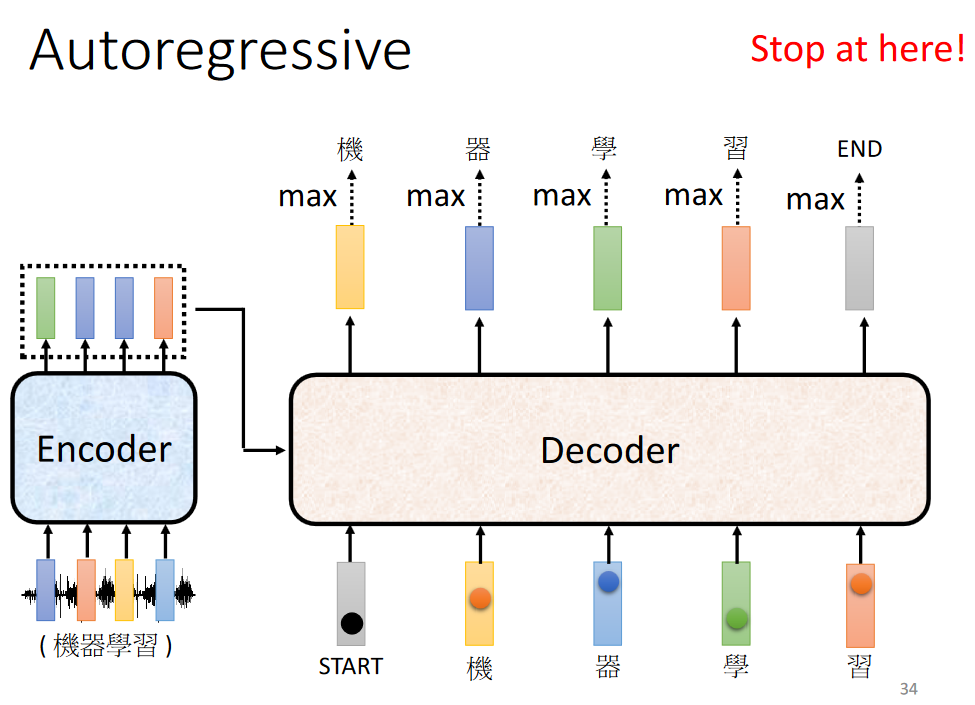 Autoregressive
Stop at here!
機 器 學 習 END
max max max max max
Encoder
Decoder
( 機器學習 )
START 機 器 學 習
34